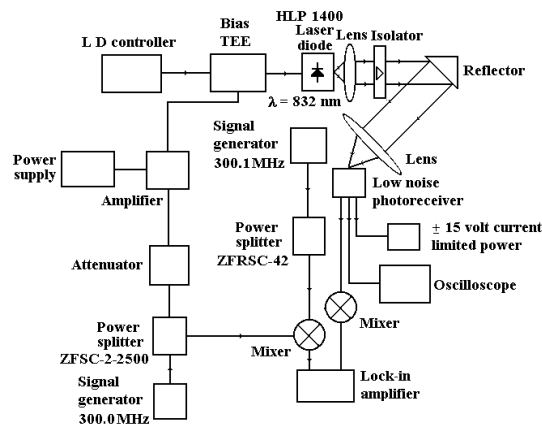 L D controller
Bias
TEE
HLP 1400
Laser
diode
Lens
Isolator
Reflector
λ = 832 nm
Signal
generator
300.1MHz
Lens
Power
supply
Amplifier
Low noise
photoreceiver
Power
splitter
ZFRSC-42
± 15 volt current
limited power
Attenuator
Oscilloscope
Power
splitter
ZFSC-2-2500
Mixer
Mixer
Signal
generator
300.0MHz
Lock-in
amplifier